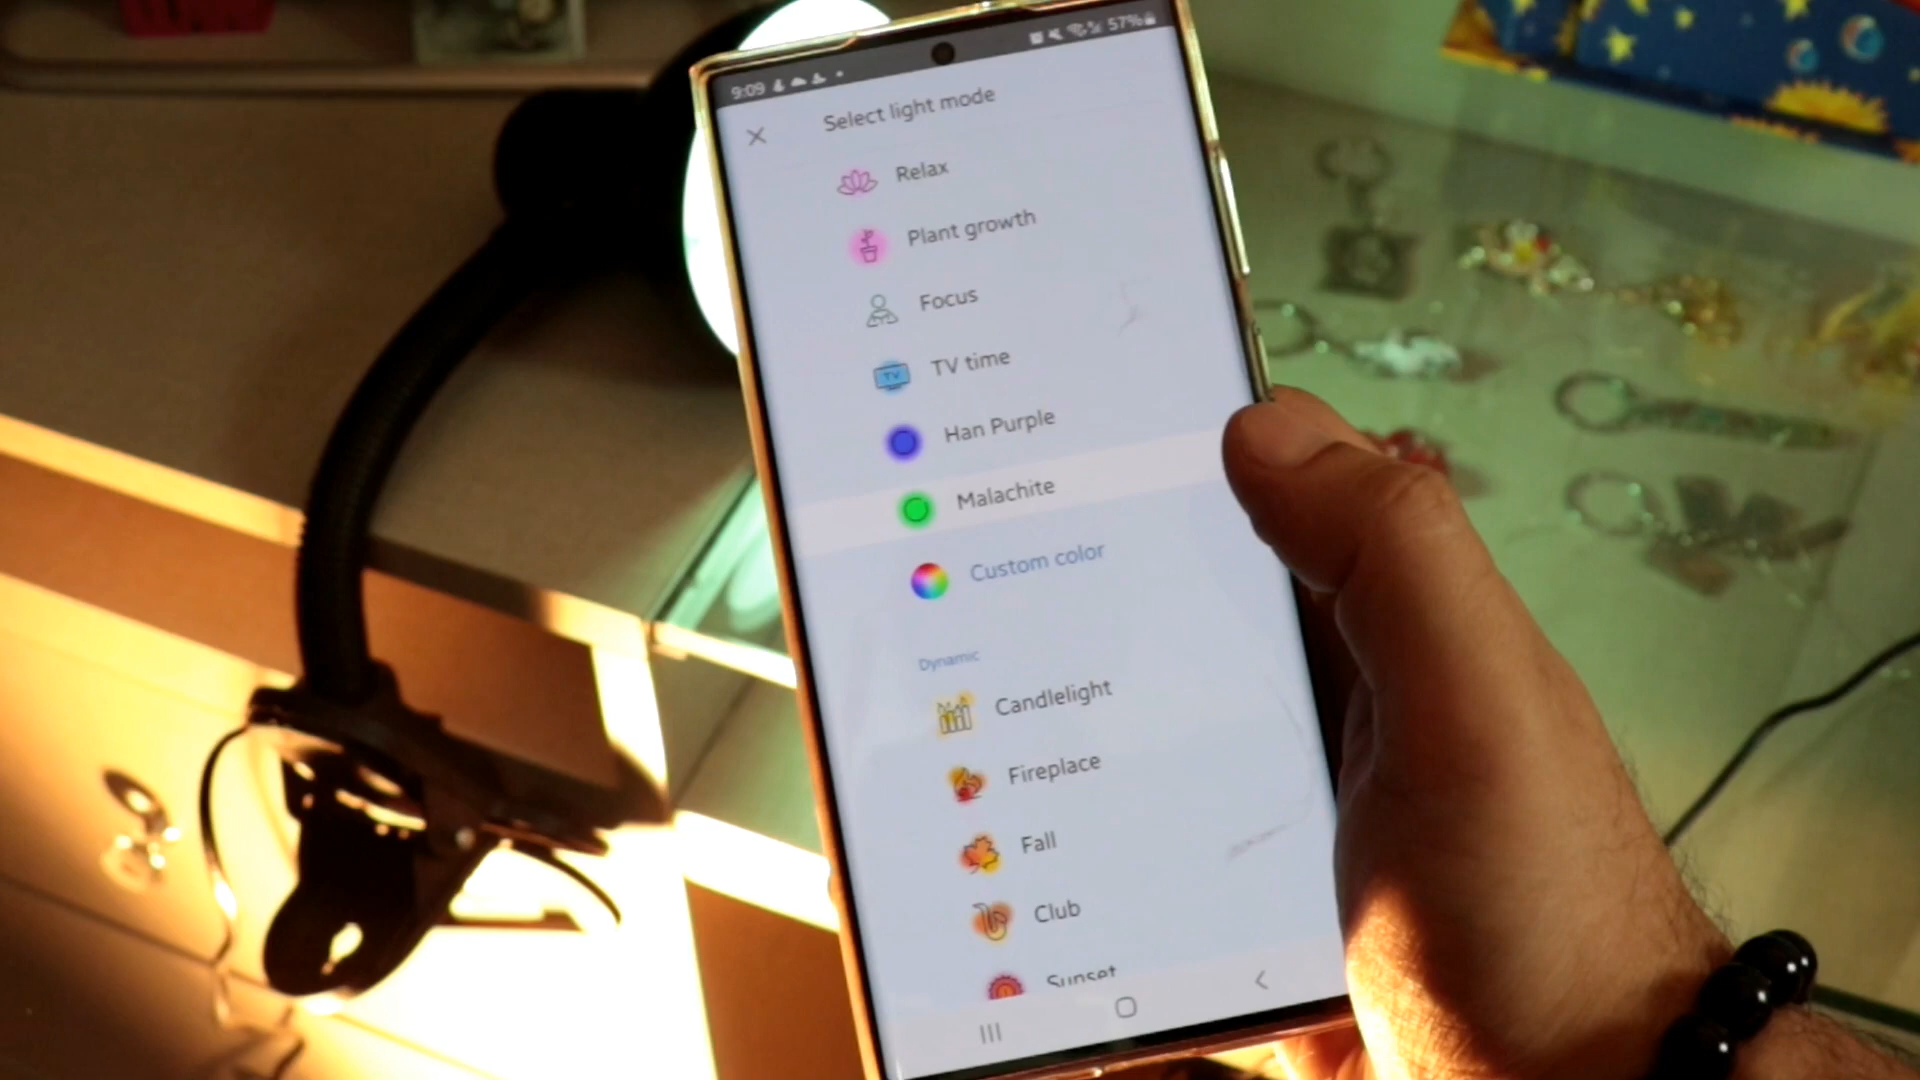 9:09
57%
Select light mode
Relax
Plant growth
Focus
TV
TV time
Han Purple
Malachite
Custom color
Dynamic
Candlelight
Fireplace
Fall
Club
Sunset